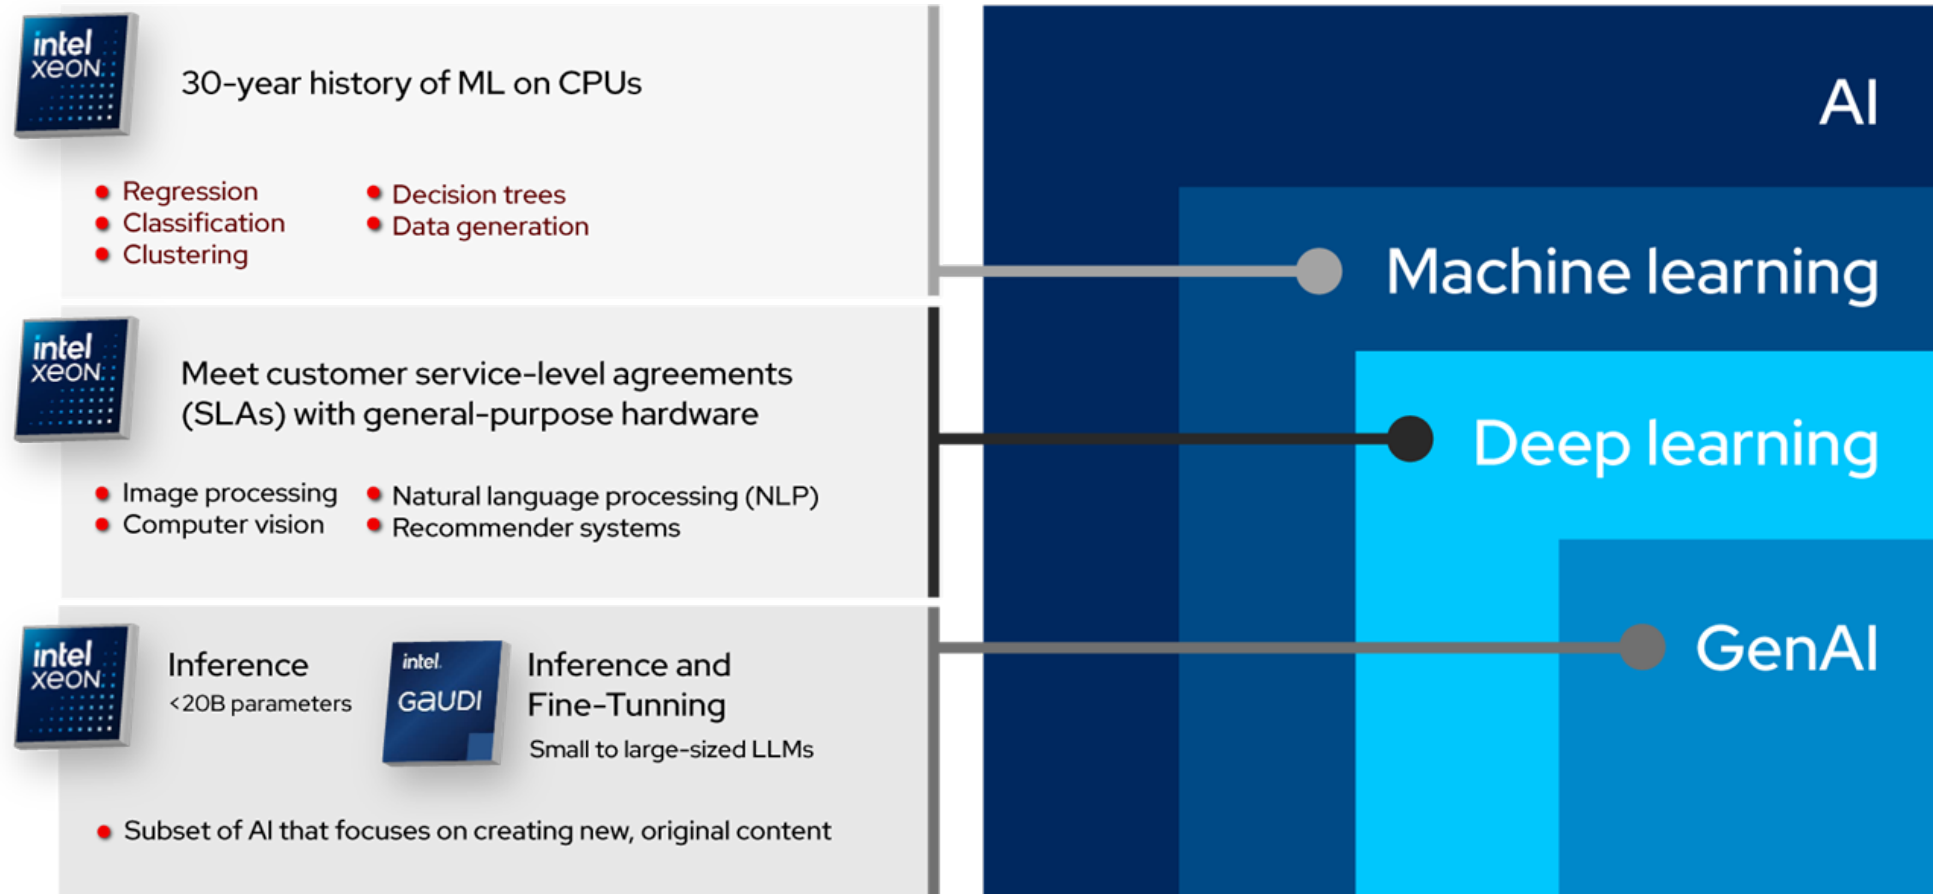 intel
xeon
30-year history of ML on CPUs
Regression
Classification
Clustering
Decision trees
Data generation
intel
xeon
Meet customer service-level agreements
(SLAs) with general-purpose hardware
Image processing
Computer vision
Natural language processing (NLP)
Recommender systems
intel
xeon
Inference
<20B parameters
intel
GAUDI
Inference and
Fine-Tunning
Small to large-sized LLMs
Subset of AI that focuses on creating new, original content
AI
Machine learning
Deep learning
GenAI